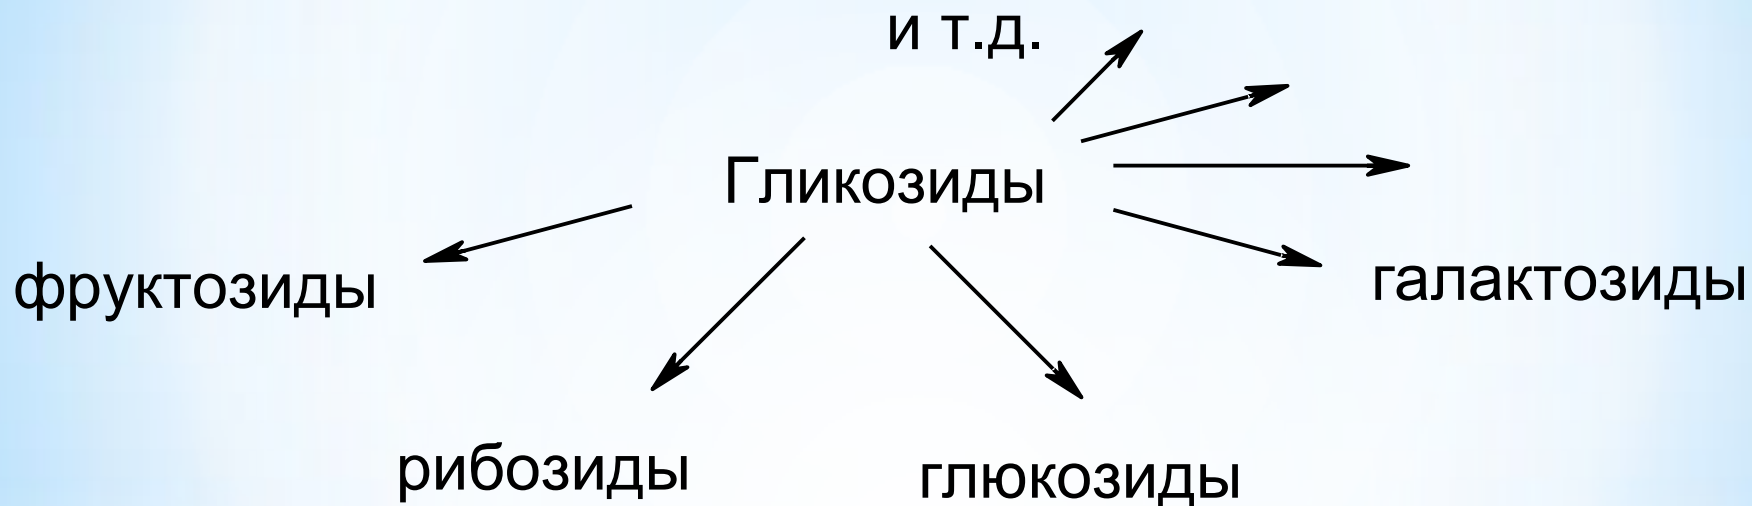 и т.д.
Гликозиды
фруктозиды
галактозиды
рибозиды
глюкозиды